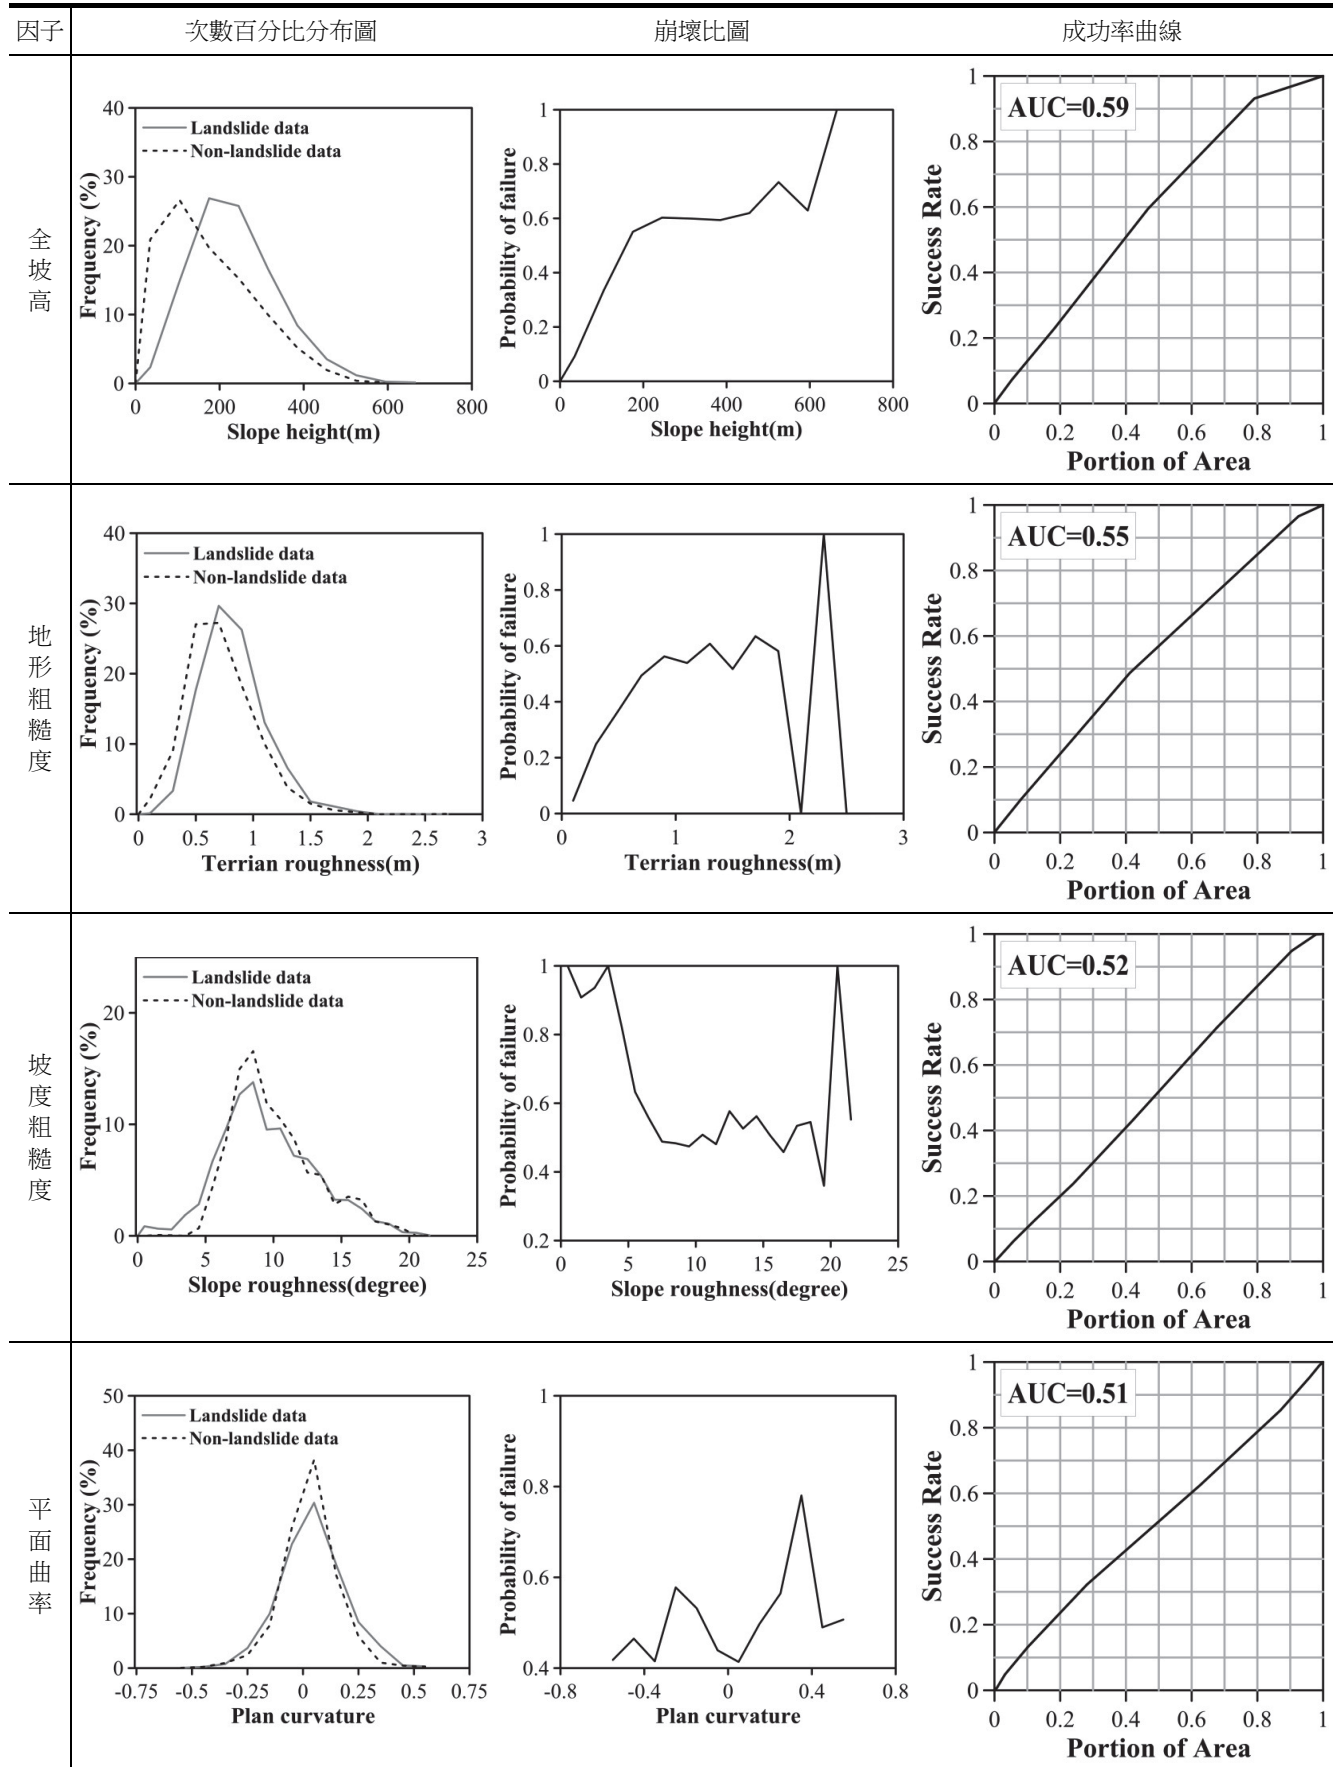 因子 次數百分比分布圖 崩壞比圖 成功率曲線
全坡高
40
30
20
10
0
Frequency (%)
Landslide data
Non-landslide data
0 200 400 600 800
Slope height(m)
1
0.8
0.6
0.4
0.2
0
Probability of failure
0 200 400 600 800
Slope height(m)
1
0.8
0.6
0.4
0.2
0
Success Rate
AUC=0.59
0 0.2 0.4 0.6 0.8 1
Portion of Area
地形粗糙度
40
30
20
10
0
Frequency (%)
Landslide data
Non-landslide data
0 0.5 1 1.5 2 2.5 3
Terrian roughness(m)
1
0.8
0.6
0.4
0.2
0
Probability of failure
0 1 2 3
Terrian roughness(m)
1
0.8
0.6
0.4
0.2
0
Success Rate
AUC=0.55
0 0.2 0.4 0.6 0.8 1
Portion of Area
坡度粗糙度
20
10
0
Frequency (%)
Landslide data
Non-landslide data
0 5 10 15 20 25
Slope roughness(degree)
1
0.8
0.6
0.4
0.2
Probability of failure
0 5 10 15 20 25
Slope roughness(degree)
1
0.8
0.6
0.4
0.2
0
Success Rate
AUC=0.52
0 0.2 0.4 0.6 0.8 1
Portion of Area
平面曲率
50
40
30
20
10
0
Frequency (%)
Landslide data
Non-landslide data
-0.75 -0.5 -0.25 0 0.25 0.5 0.75
Plan curvature
1
0.8
0.6
0.4
Probability of failure
-0.8 -0.4 0 0.4 0.8
Plan curvature
1
0.8
0.6
0.4
0.2
0
Success Rate
AUC=0.51
0 0.2 0.4 0.6 0.8 1
Portion of Area